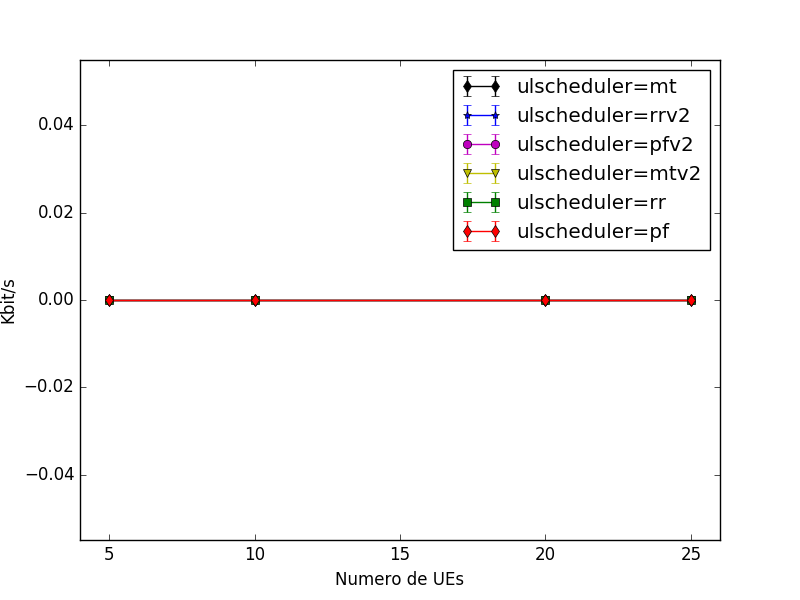 ulscheduler=mt
ulscheduler=rrv2
ulscheduler=pfv2
ulscheduler=mtv2
ulscheduler=rr
ulscheduler=pf
0.04
0.02
0.00
−0.02
−0.04
Kbit/s
5 10 15 20 25
Numero de UEs